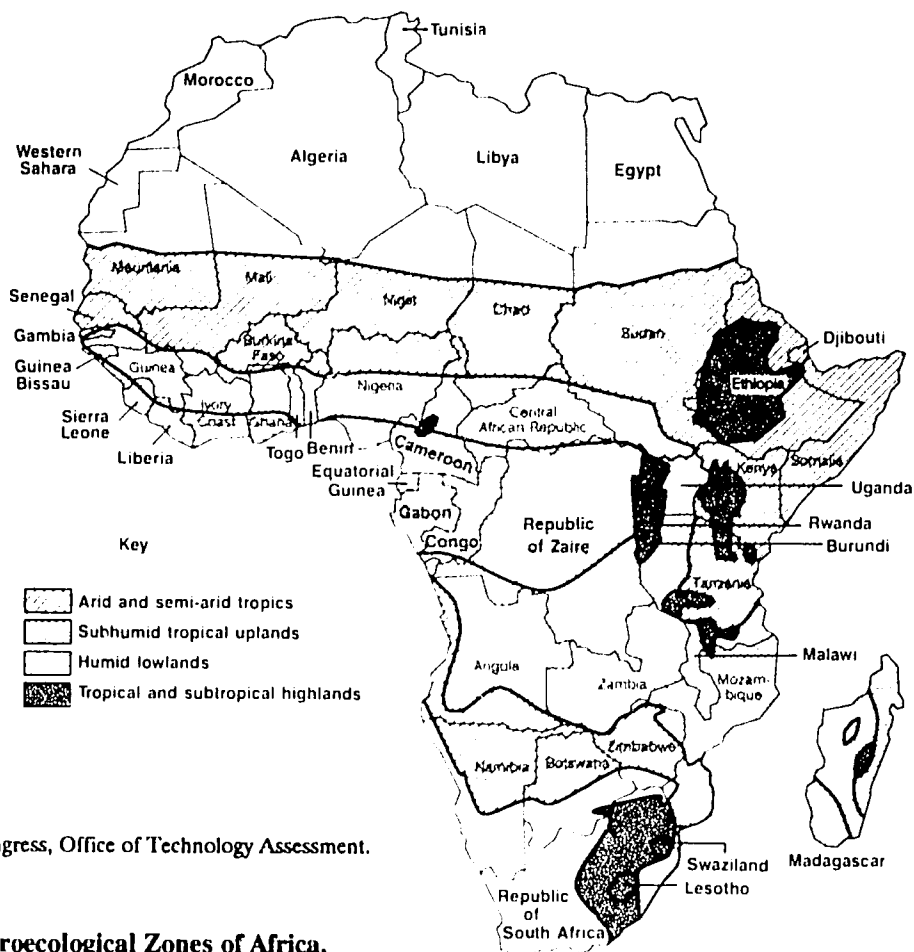 Tunisia
Morocco
Western
Sahara
Algeria
Libya
Egypt
Mauritania
Mali
Niger
Chad
Sudan
Senegal
Gambia
Guinea
Bissau
Burkina
Faso
Djibouti
Ethiopia
Guinea
Nigeria
Ivory
Coast
Ghana
Central
African Republic
Sierra
Leone
Liberia
Togo
Benin
Cameroon
Kenya
Somalia
Equatorial
Guinea
Uganda
Gabon
Congo
Republic
of Zaire
Rwanda
Burundi
Tanzania
Key
Arid and semi-arid tropics
Subhumid tropical uplands
Humid lowlands
Tropical and subtropical highlands
Angula
Zambia
Malawi
Mozam-
bique
Zimbabwe
Namibia
Botswana
Madagascar
Swaziland
Lesotho
Republic
of
South Africa
ngress, Office of Technology Assessment.
roecological Zones of Africa.